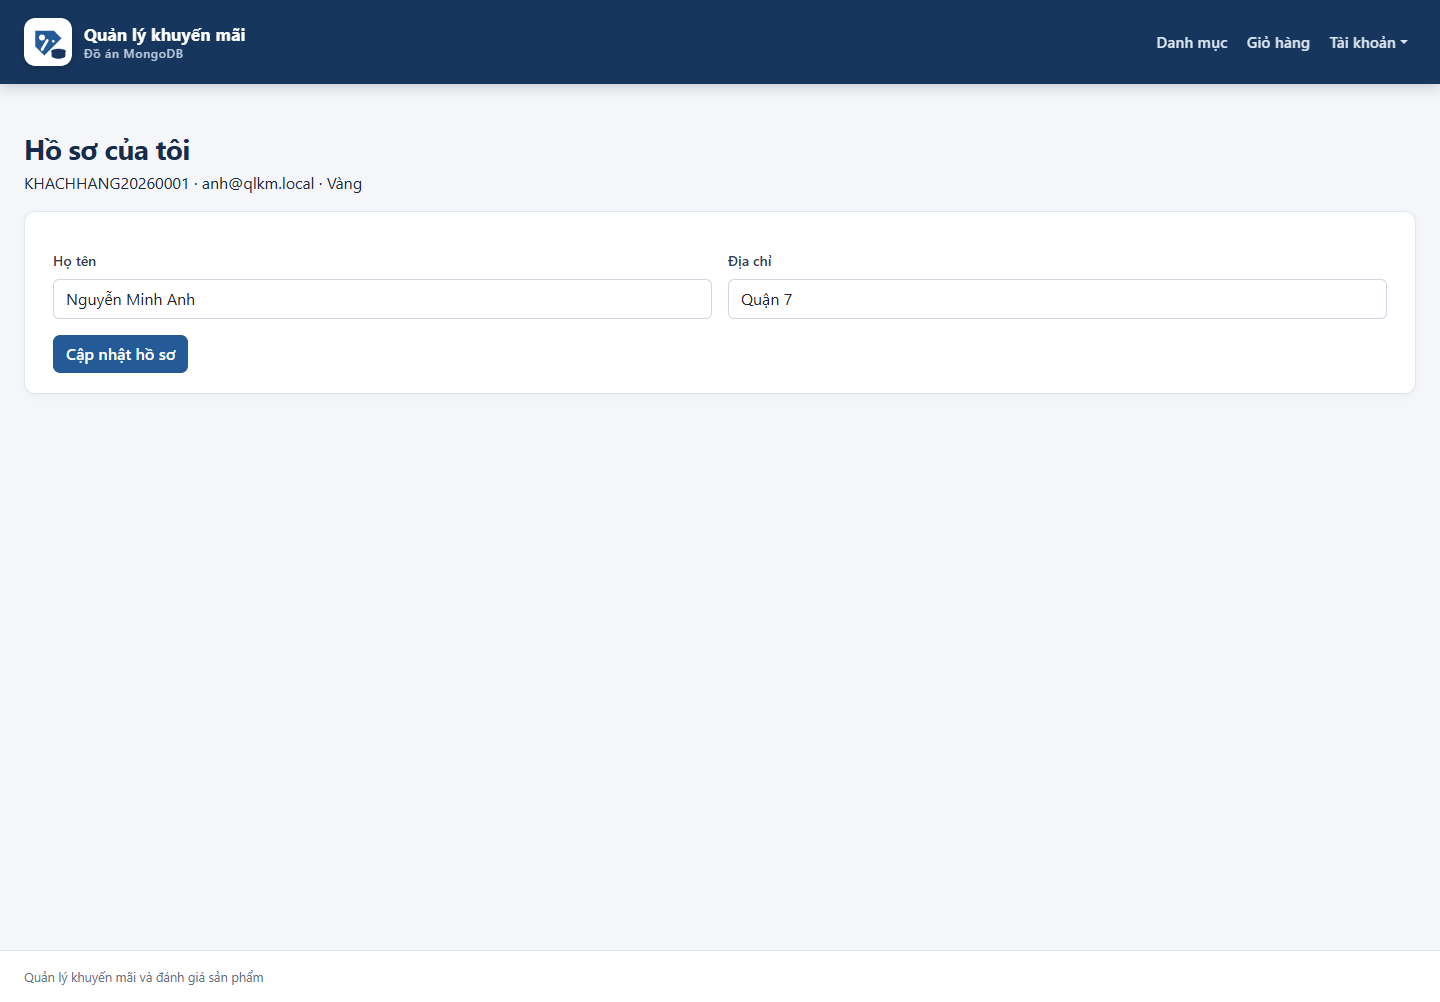 Quản lý khuyến mãi
Đồ án MongoDB
Danh mục
Giỏ hàng
Tài khoản
Hồ sơ của tôi
KHACHHANG20260001 · anh@qlkm.local · Vàng
Họ tên
Địa chỉ
Nguyễn Minh Anh
Quận 7
Cập nhật hồ sơ
Quản lý khuyến mãi và đánh giá sản phẩm